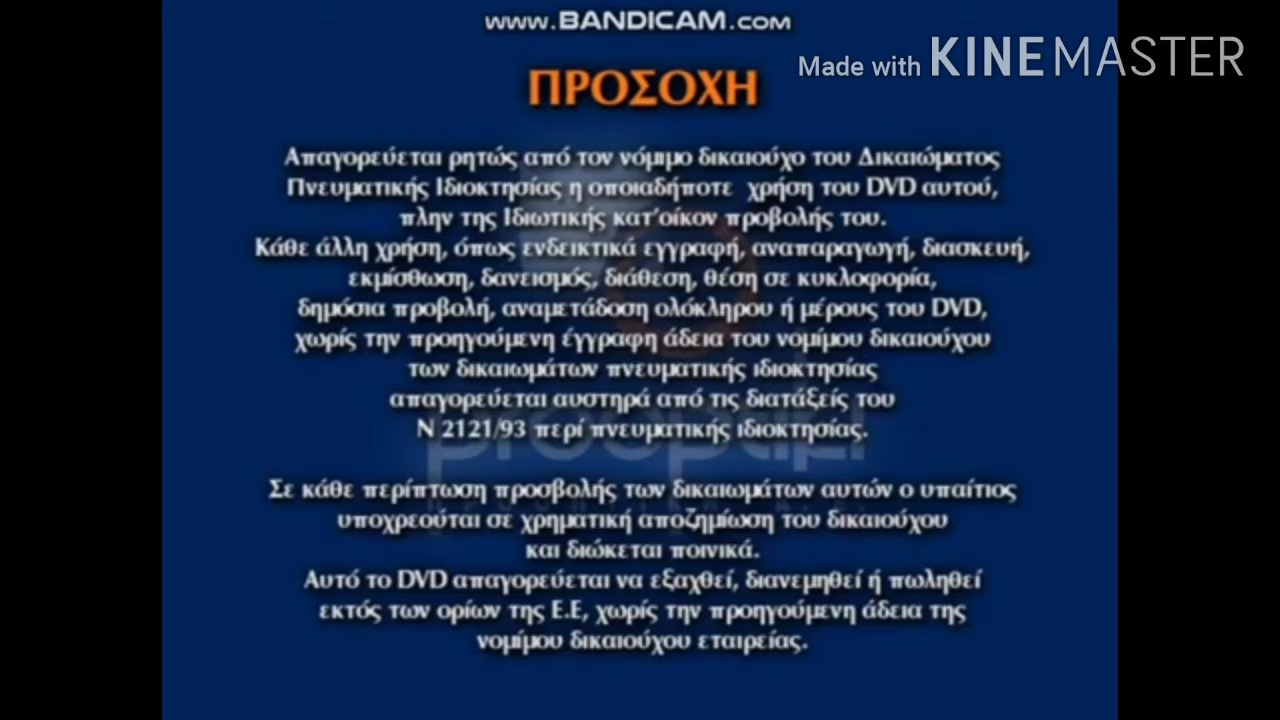 www.BANDICAM.com
Made with KINEMASTER
ΠΡΟΣΟΧΗ
Απαγορεύεται ρητώς από τον νόμιμο δικαιούχο του Δικαιώματος
Πνευματικής Ιδιοκτησίας η οποιαδήποτε χρήση του DVD αυτού,
πλην της Ιδιωτικής κατ'οίκον προβολής του.
Κάθε άλλη χρήση, όπως ενδεικτικά εγγραφή, αναπαραγωγή, διασκευή,
εκμίσθωση, δανεισμός, διάθεση, θέση σε κυκλοφορία,
δημόσια προβολή, αναμετάδοση ολόκληρου ή μέρους του DVD,
χωρίς την προηγούμενη έγγραφη άδεια του νομίμου δικαιούχου
των δικαιωμάτων πνευματικής ιδιοκτησίας
απαγορεύεται αυστηρά από τις διατάξείς του
Ν 2121/93 περί πνευματικής ιδιοκτησίας.
Σε κάθε περίπτωση προσβολής των δικαιωμάτων αυτών ο υπαίτιος
υποχρεούται σε χρηματική αποζημίωση του δικαιούχου
και διώκεται ποινικά.
Αυτό το DVD απαγορεύεται να εξαχθεί, διανεμηθεί ή πωληθεί
εκτός των ορίων της Ε.Ε, χωρίς την προηγούμενη άδεια της
νομίμου δικαιούχου εταιρείας.